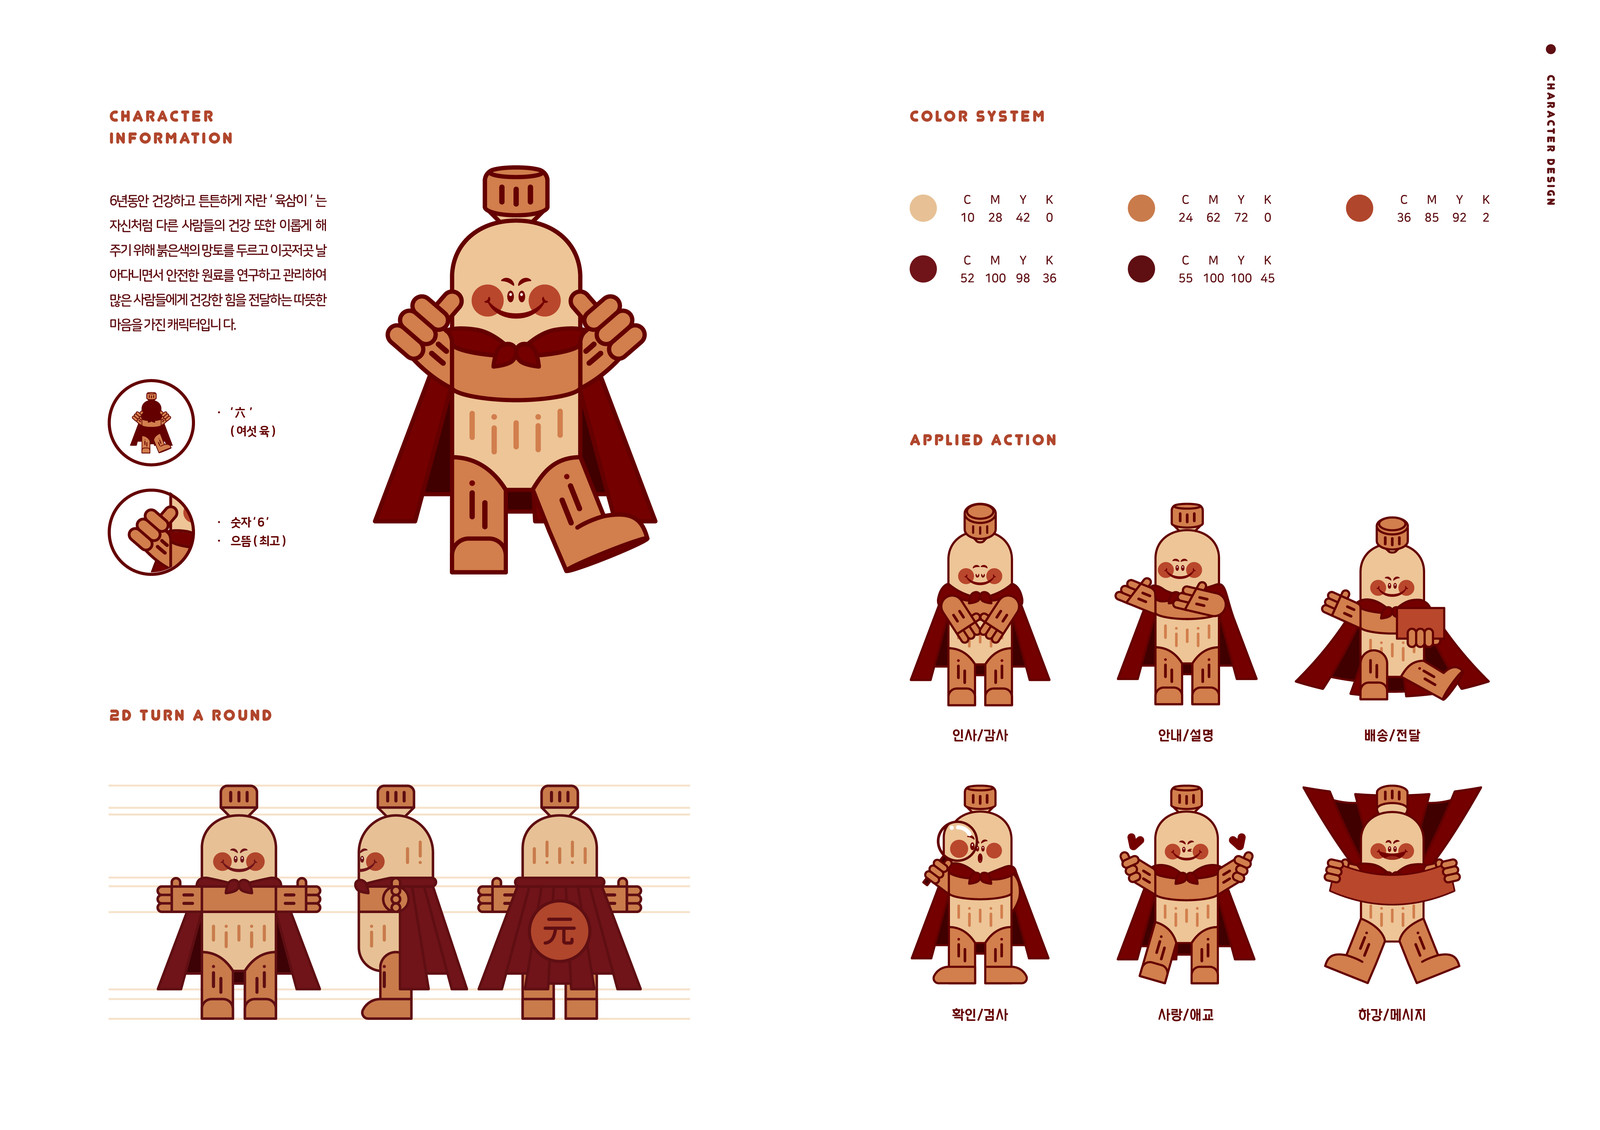 CHARACTER
INFORMATION
6년동안 건강하고 튼튼하게 자란 ‘ 육삼이 ’ 는
자신처럼 다른 사람들의 건강 또한 이롭게 해
주기 위해 붉은색의 망토를 두르고 이곳저곳 날
아다니면서 안전한 원료를 연구하고 관리하여
많은 사람들에게 건강한 힘을 전달하는 따뜻한
마음을 가진 캐릭터입니 다.
· ‘六 ’
( 여섯 육 )
· 숫자 ‘ 6 ’
· 으뜸 ( 최고 )
2D TURN A ROUND
元
COLOR SYSTEM
C M Y K
10 28 42 0
C M Y K
24 62 72 0
C M Y K
36 85 92 2
C M Y K
52 100 98 36
C M Y K
55 100 100 45
APPLIED ACTION
인사/감사
안내/설명
배송/전달
확인/검사
사랑/애교
하강/메시지
CHARACTER DESIGN